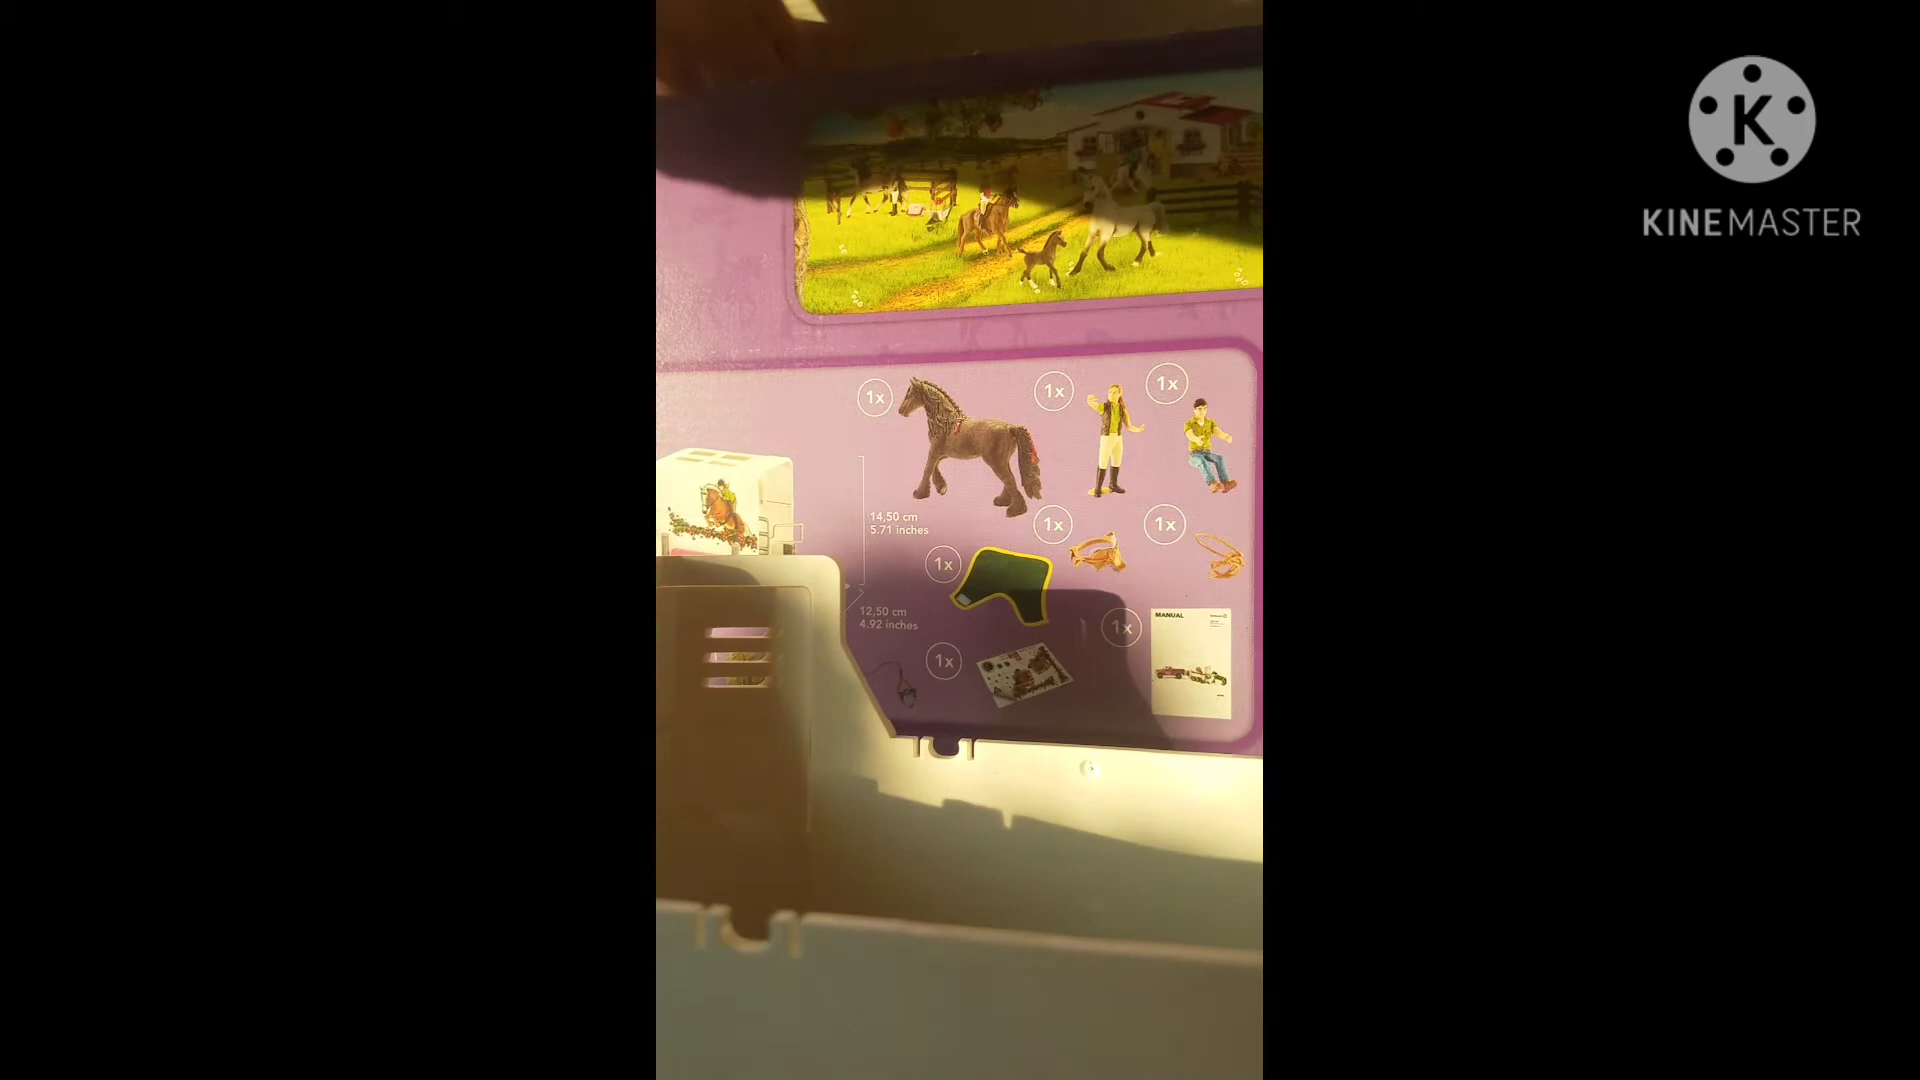 K
KINEMASTER
1x
1x
1x
14,50 cm
5.71 inches
1x
1x
1x
12,50 cm
4.92 inches
1x
1x
MANUAL